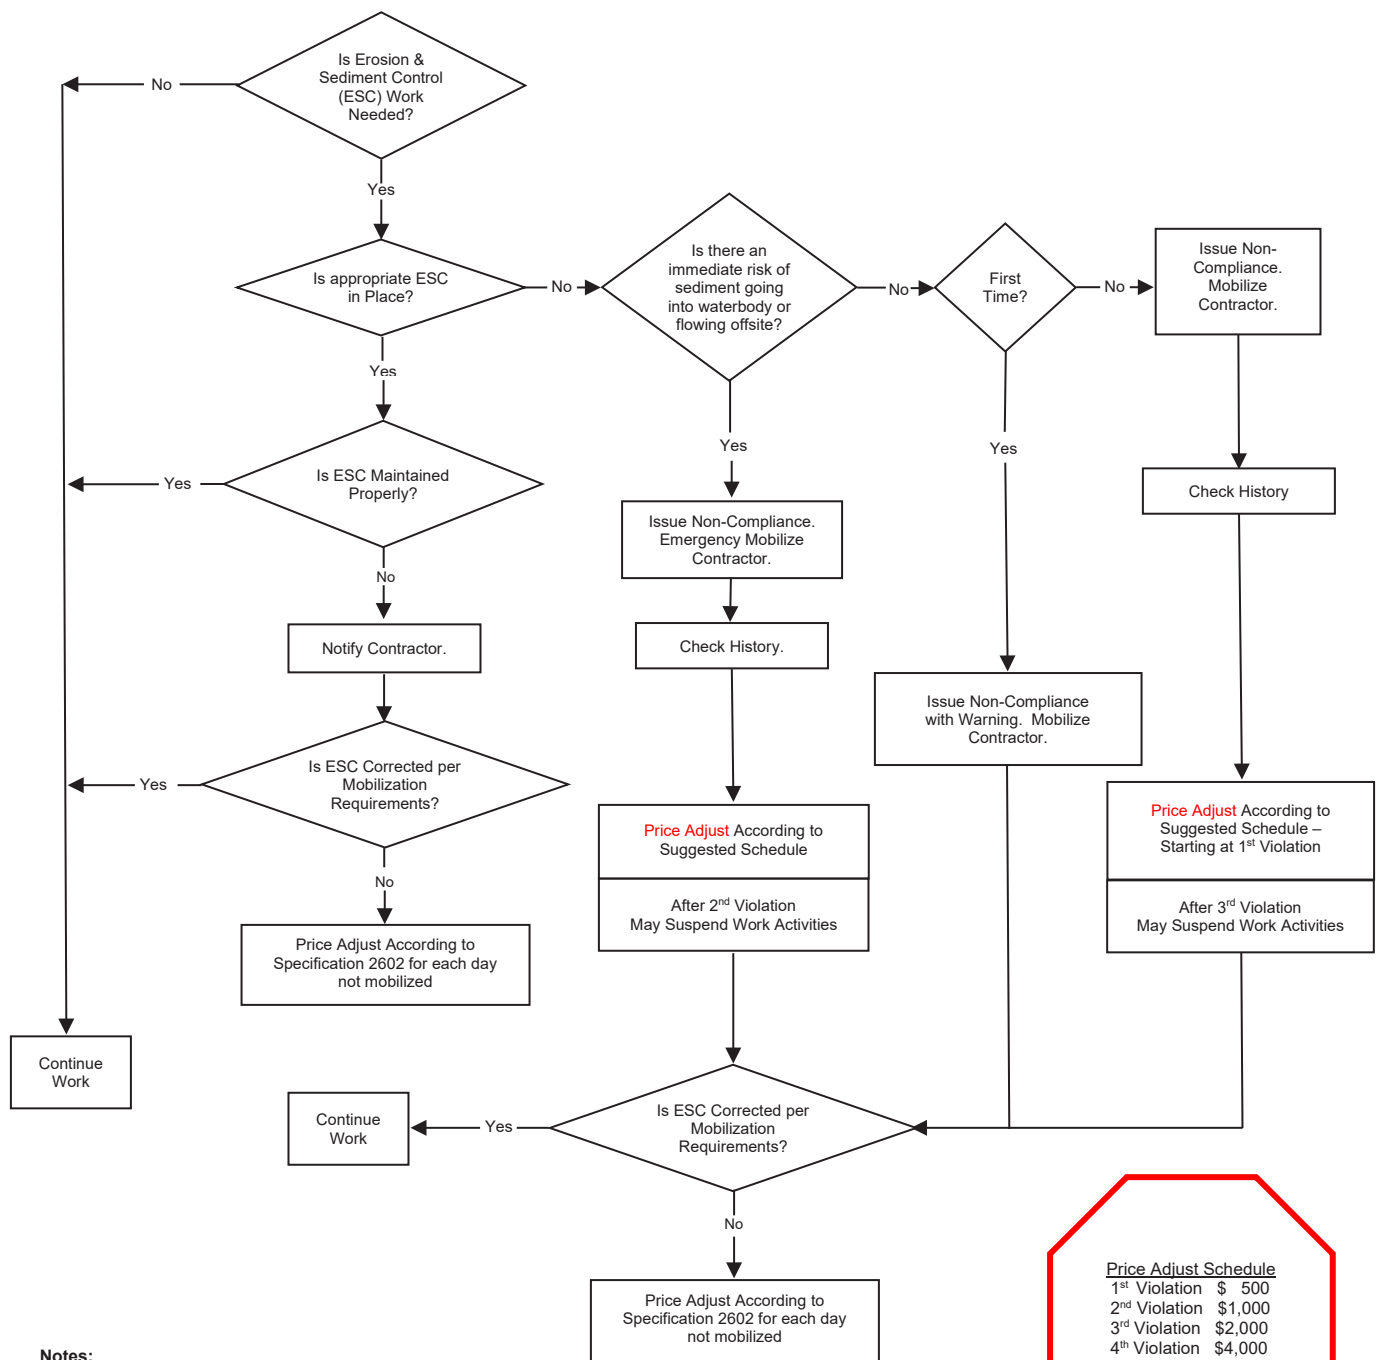 Is Erosion &
Sediment Control
(ESC) Work
Needed?
No
Yes
Is appropriate ESC
in Place?
No
Is there an
immediate risk of
sediment going
into waterbody or
flowing offsite?
No
First
Time?
No
Issue Non-
Compliance.
Mobilize
Contractor.
Yes
Is ESC Maintained
Properly?
Yes
Yes
Yes
Check History
Issue Non-Compliance.
Emergency Mobilize
Contractor.
No
Notify Contractor.
Check History.
Issue Non-Compliance
with Warning.  Mobilize
Contractor.
Is ESC Corrected per
Mobilization
Requirements?
Yes
Price Adjust According to
Suggested Schedule
Price Adjust According to
Suggested Schedule –
Starting at 1st Violation
No
After 2nd Violation
May Suspend Work Activities
After 3rd Violation
May Suspend Work Activities
Price Adjust According to
Specification 2602 for each day
not mobilized
Continue
Work
Continue
Work
Yes
Is ESC Corrected per
Mobilization
Requirements?
No
Price Adjust According to
Specification 2602 for each day
not mobilized
Price Adjust Schedule
1st Violation $ 500
2nd Violation $1,000
3rd Violation $2,000
4th Violation $4,000
Notes: